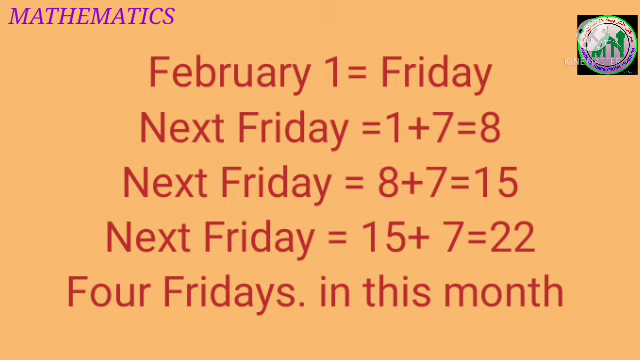 MATHEMATICS
KINEMASTER
February 1= Friday
Next Friday =1+7=8
Next Friday = 8+7=15
Next Friday = 15+ 7=22
Four Fridays. in this month